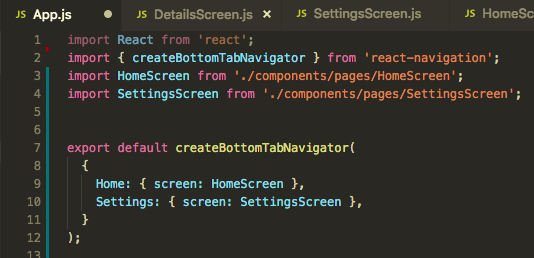 JS App.js ● JS DetailsScreen.js × JS SettingsScreen.js JS HomeSc
1 import React from 'react';
2 import { createBottomTabNavigator } from 'react-navigation';
3 import HomeScreen from './components/pages/HomeScreen';
4 import SettingsScreen from './components/pages/SettingsScreen';
5
6
7 export default createBottomTabNavigator(
8 {
9 Home: { screen: HomeScreen },
10 Settings: { screen: SettingsScreen },
11 }
12 );
13